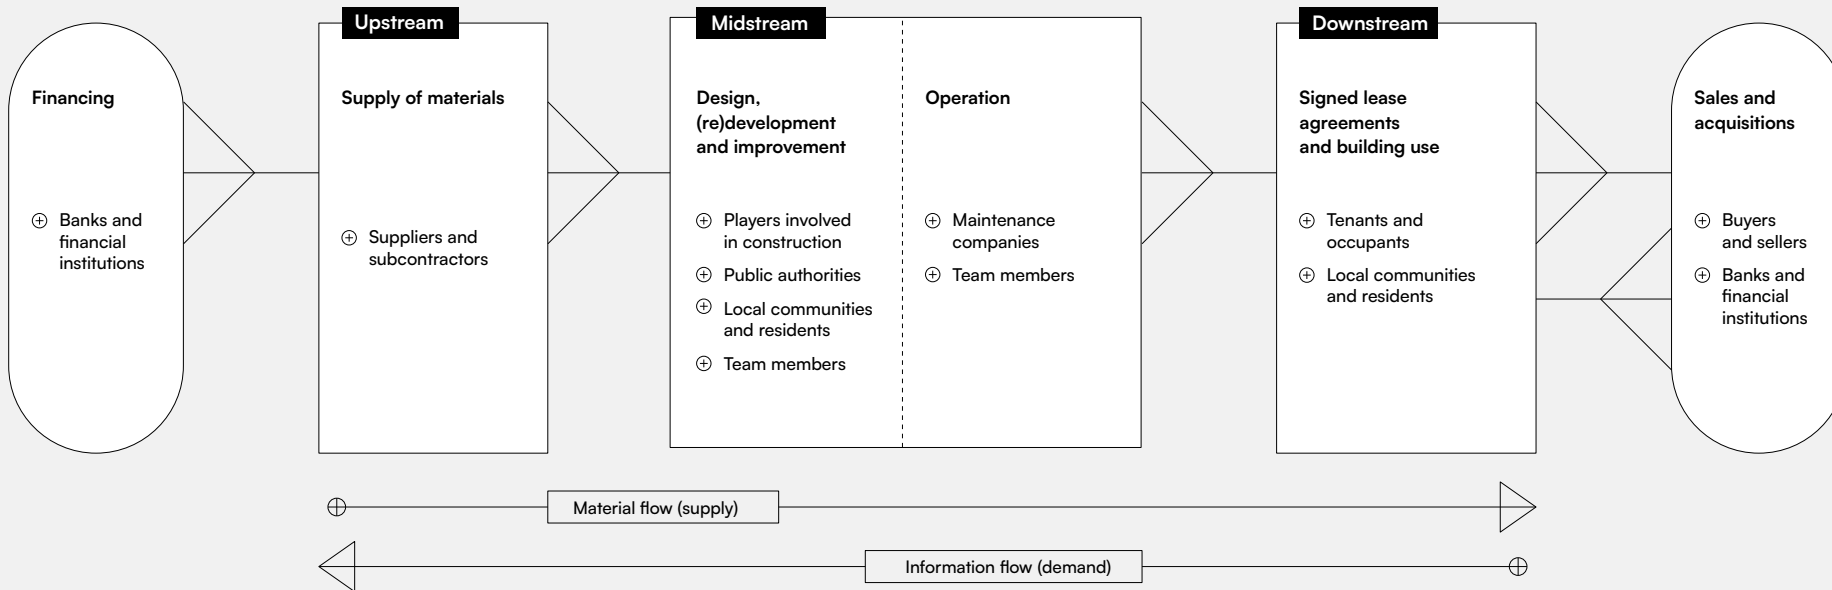 Financing
Banks and
financial
institutions
Upstream
Supply of materials
Suppliers and
subcontractors
Midstream
Design,
(re)development
and improvement
Players involved
in construction
Public authorities
Local communities
and residents
Team members
Operation
Maintenance
companies
Team members
Downstream
Signed lease
agreements
and building use
Tenants and
occupants
Local communities
and residents
Sales and
acquisitions
Buyers
and sellers
Banks and
financial
institutions
Material flow (supply)
Information flow (demand)